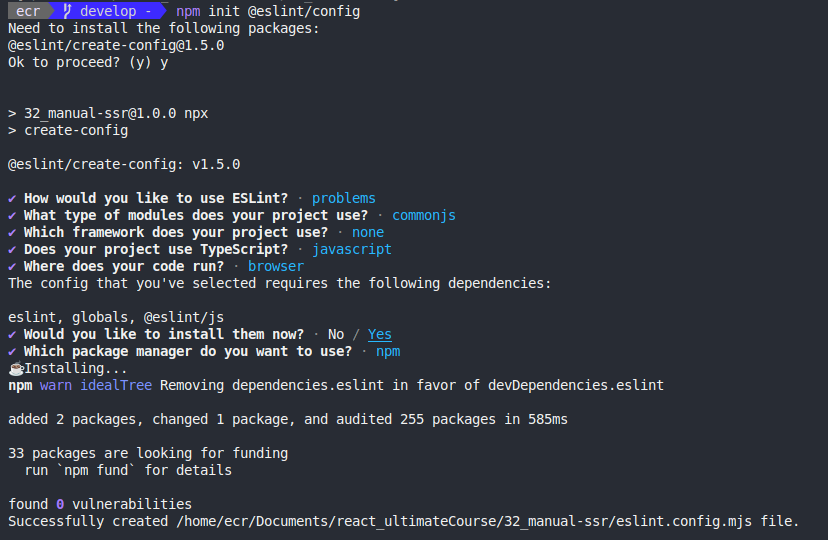 ecr develop - npm init @eslint/config
Need to install the following packages:
@eslint/create-config@1.5.0
Ok to proceed? (y) y
> 32_manual-ssr@1.0.0 npx
> create-config
@eslint/create-config: v1.5.0
✔ How would you like to use ESLint? · problems
✔ What type of modules does your project use? · commonjs
✔ Which framework does your project use? · none
✔ Does your project use TypeScript? · javascript
✔ Where does your code run? · browser
The config that you've selected requires the following dependencies:
eslint, globals, @eslint/js
✔ Would you like to install them now? · No / Yes
✔ Which package manager do you want to use? · npm
☕Installing...
npm warn idealTree Removing dependencies.eslint in favor of devDependencies.eslint
added 2 packages, changed 1 package, and audited 255 packages in 585ms
33 packages are looking for funding
  run `npm fund` for details
found 0 vulnerabilities
Successfully created /home/ecr/Documents/react_ultimateCourse/32_manual-ssr/eslint.config.mjs file.